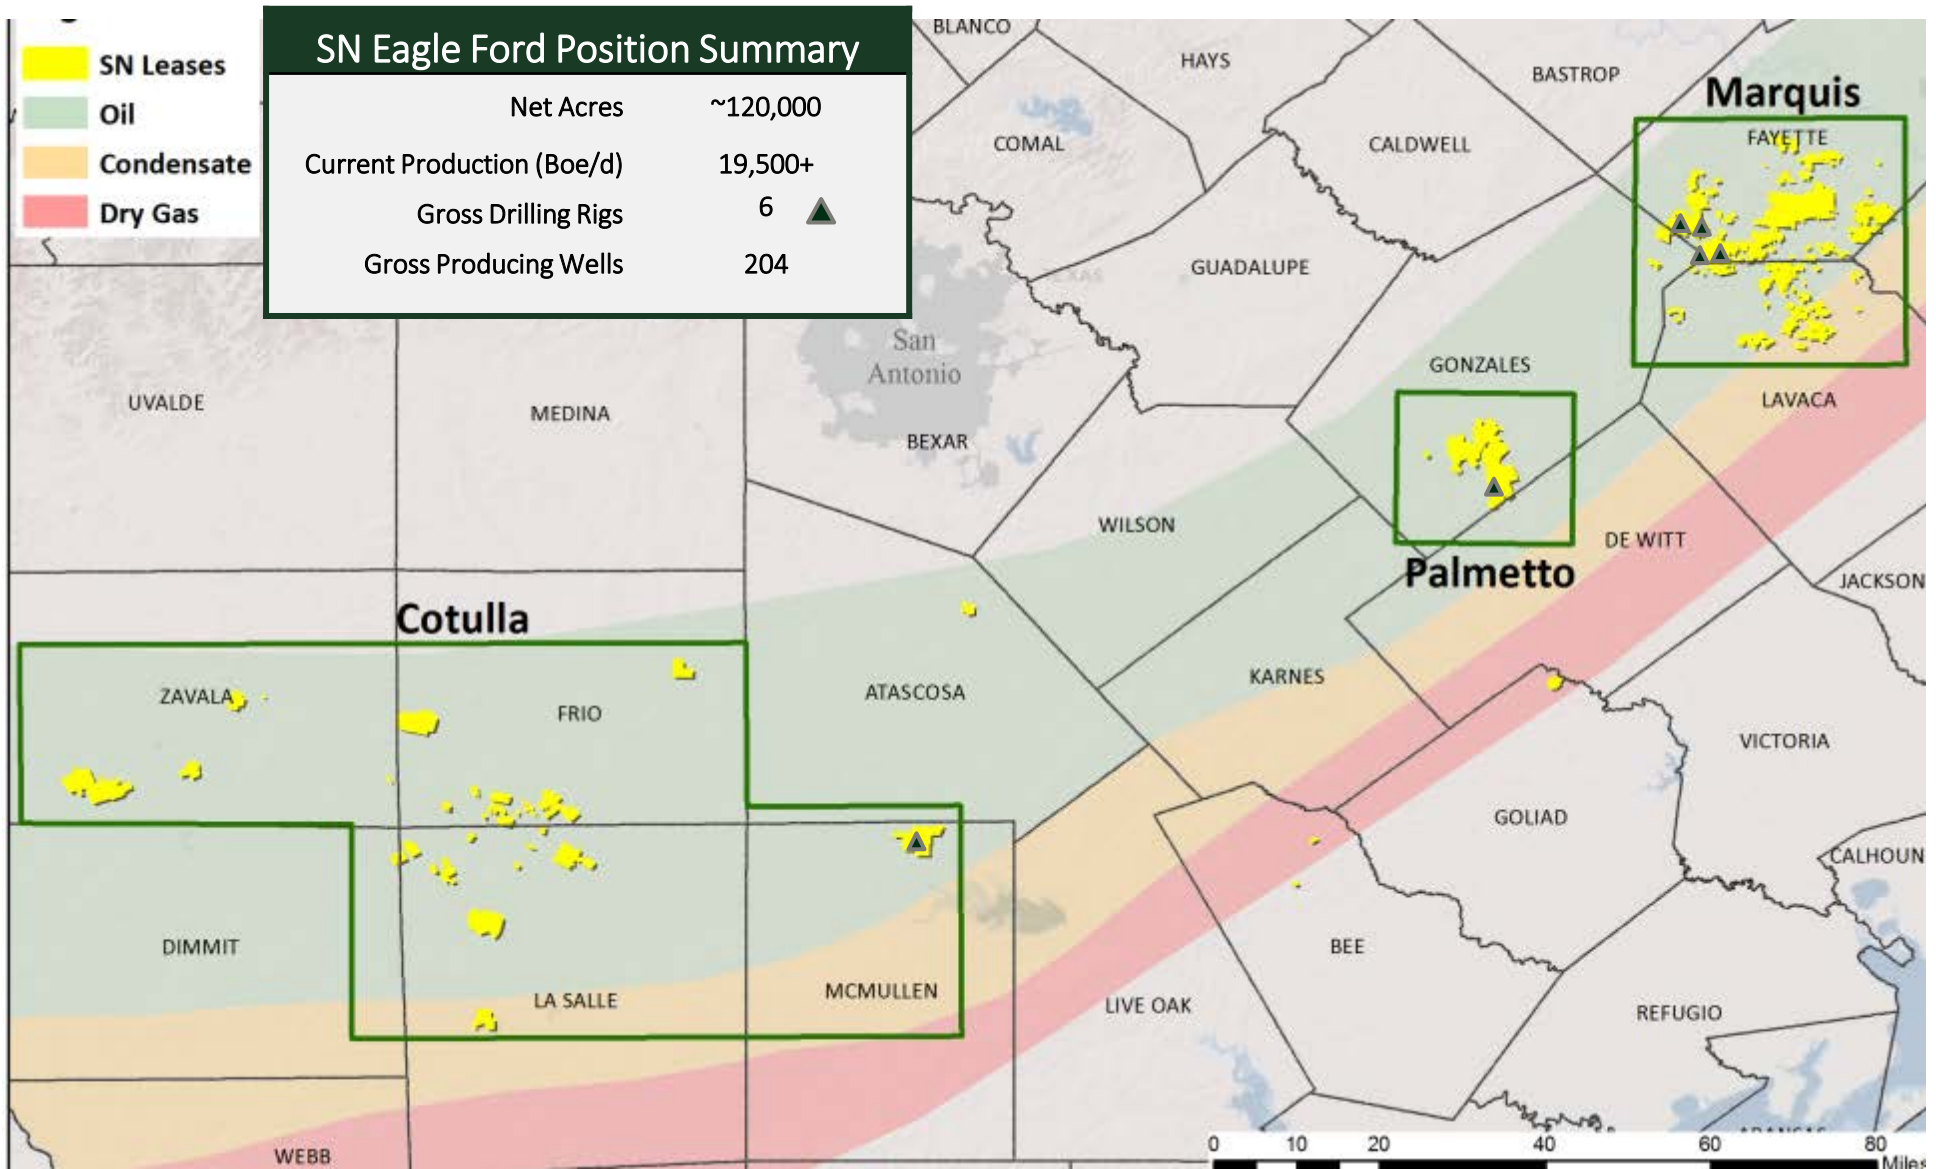 SN Leases
Oil
Condensate
Dry Gas
SN Eagle Ford Position Summary
Net Acres ~120,000
Current Production (Boe/d) 19,500+
Gross Drilling Rigs 6
Gross Producing Wells 204
BLANCO
HAYS
BASTROP
Marquis
FAYETTE
COMAL
CALDWELL
GUADALUPE
San
Antonio
GONZALES
LAVACA
UVALDE
MEDINA
BEXAR
WILSON
DE WITT
Palmetto
JACKSON
Cotulla
ZAVALA
FRIO
ATASCOSA
KARNES
VICTORIA
GOLIAD
CALHOUN
DIMMIT
BEE
LA SALLE
MCMULLEN
LIVE OAK
REFUGIO
WEBB
0 10 20 40 60 80
Miles